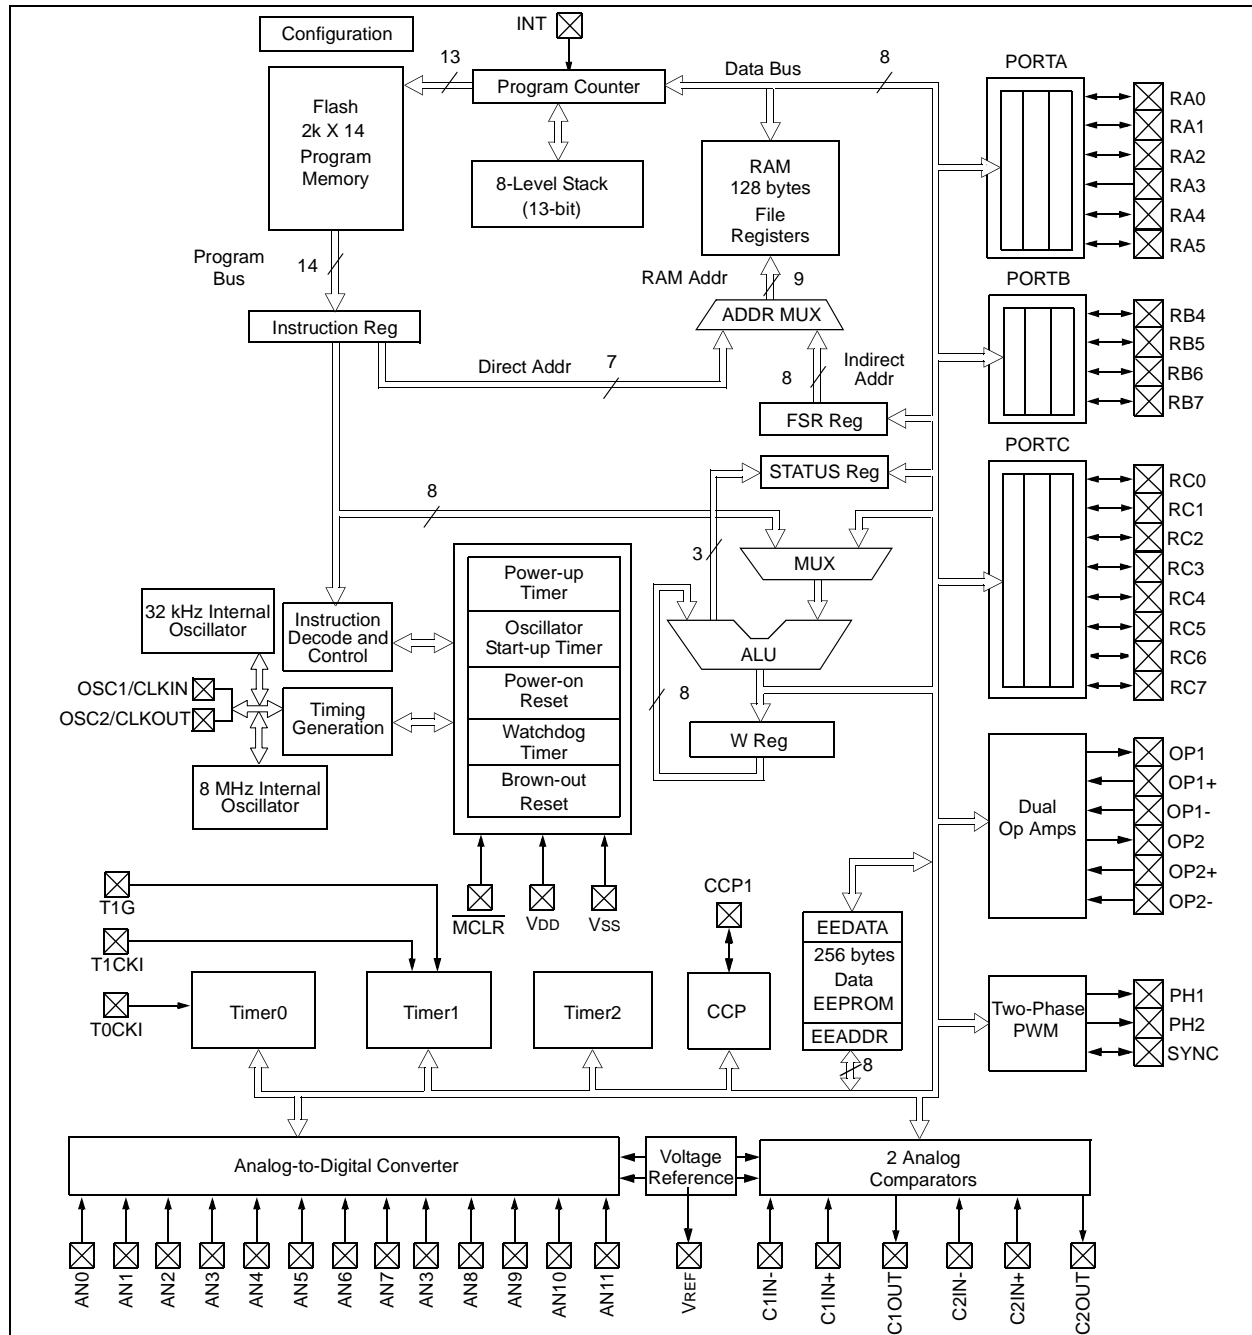 Configuration
INT
13
Program Counter
Data Bus
8
PORTA
Flash
2k X 14
Program
Memory
8-Level Stack
(13-bit)
RAM
128 bytes
File
Registers
RA0
RA1
RA2
RA3
RA4
RA5
Program
Bus
14
RAM Addr
9
PORTB
Instruction Reg
ADDR MUX
Direct Addr
7
8
Indirect
Addr
RB4
RB5
RB6
RB7
FSR Reg
PORTC
STATUS Reg
8
3
MUX
RC0
RC1
RC2
RC3
RC4
RC5
RC6
RC7
Power-up
Timer
Oscillator
Start-up Timer
Power-on
Reset
Watchdog
Timer
Brown-out
Reset
32 kHz Internal
Oscillator
Instruction
Decode and
Control
ALU
8
OSC1/CLKIN
OSC2/CLKOUT
Timing
Generation
W Reg
8 MHz Internal
Oscillator
Dual
Op Amps
OP1
OP1+
OP1-
OP2
OP2+
OP2-
T1G
MCLR
VDD
VSS
CCP1
T1CKI
T0CKI
Timer0
Timer1
Timer2
CCP
EEDATA
256 bytes
Data
EEPROM
EEADDR
8
Two-Phase
PWM
PH1
PH2
SYNC
Analog-to-Digital Converter
Voltage
Reference
2 Analog
Comparators
AN0
AN1
AN2
AN3
AN4
AN5
AN6
AN7
AN3
AN8
AN9
AN10
AN11
VREF
C1IN-
C1IN+
C1OUT
C2IN-
C2IN+
C2OUT